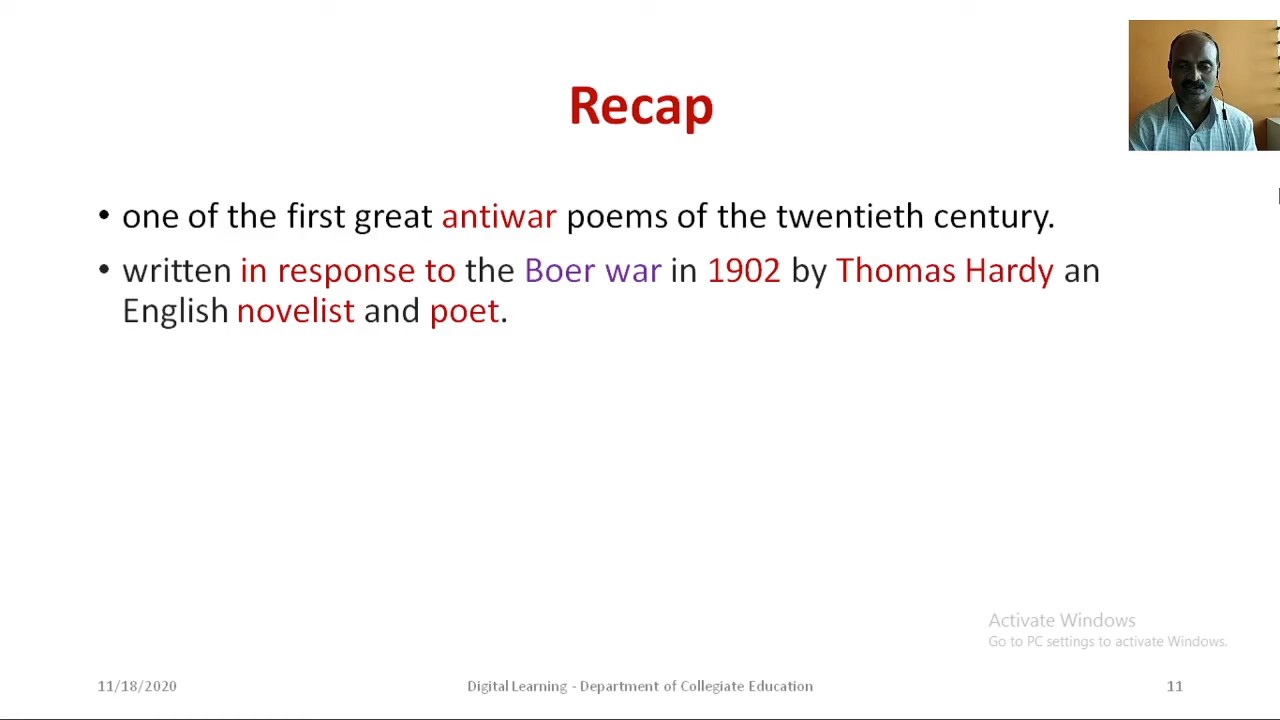 Recap
• one of the first great antiwar poems of the twentieth century.
• written in response to the Boer war in 1902 by Thomas Hardy an
English novelist and poet.
Activate Windows
Go to PC settings to activate Windows.
11/18/2020
Digital Learning - Department of Collegiate Education
11